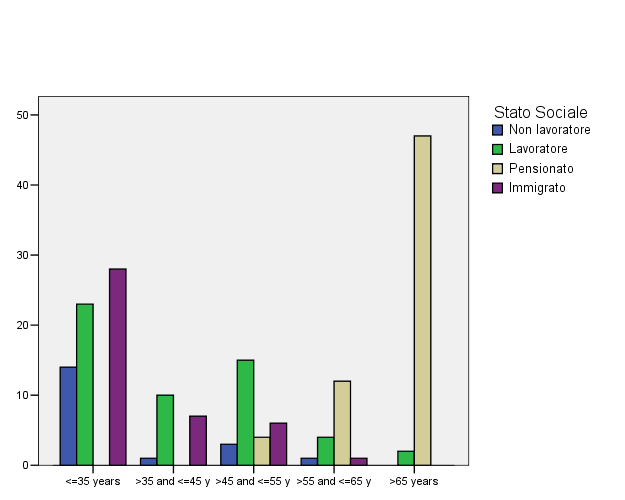 Stato Sociale
Non lavoratore
Lavoratore
Pensionato
Immigrato
50
40
30
20
10
0
<=35 years >35 and <=45 y >45 and <=55 y >55 and <=65 y >65 years